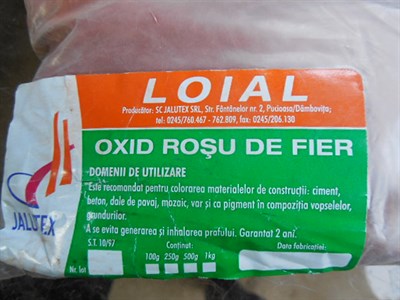 LOIAL
Producător: SC JALUTEX SRL, Str. Fântânelor nr. 2, Pucioasa/Dâmbovița;
tel: 0245/760.467 - 762.809, fax: 0245/206.130
OXID ROȘU DE FIER
DOMENII DE UTILIZARE
Este recomandat pentru colorarea materialelor de construcții: ciment,
beton, dale de pavaj, mozaic, var și ca pigment în compoziția vopselelor,
grundurilor.
A se evita generarea și inhalarea prafului. Garantat 2 ani.
S.T. 10/97
Conținut:
Data fabricației:
100g 250g 500g 1kg
Nr. lot
JALUTEX